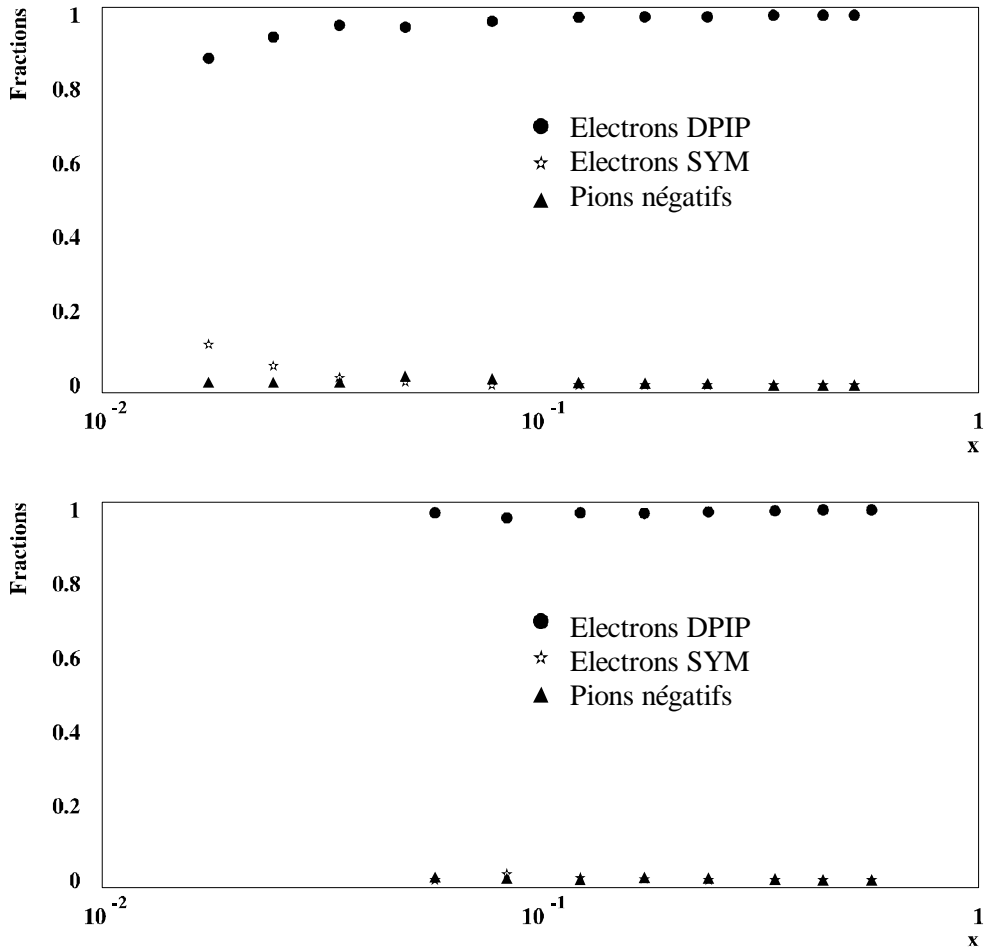 Fractions
1
0.8
0.6
0.4
0.2
0
Electrons DPIP
Electrons SYM
Pions négatifs
10 -2
10 -1
1
x
Fractions
1
0.8
0.6
0.4
0.2
0
Electrons DPIP
Electrons SYM
Pions négatifs
10 -2
10 -1
1
x